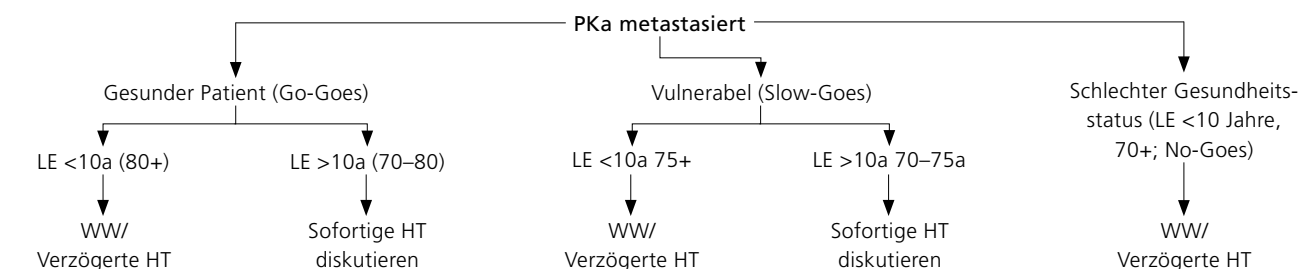 PKa metastasiert
Gesunder Patient (Go-Goes)
Vulnerabel (Slow-Goes)
Schlechter Gesundheits-
status (LE <10 Jahre,
70+; No-Goes)
LE <10a (80+)
LE >10a (70–80)
LE <10a 75+
LE >10a 70–75a
WW/
Verzögerte HT
Sofortige HT
diskutieren
WW/
Verzögerte HT
Sofortige HT
diskutieren
WW/
Verzögerte HT